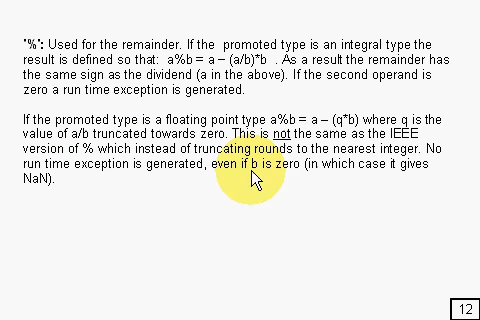 '%': Used for the remainder. If the promoted type is an integral type the
result is defined so that: a%b = a – (a/b)*b . As a result the remainder has
the same sign as the dividend (a in the above). If the second operand is
zero a run time exception is generated.
If the promoted type is a floating point type a%b = a – (q*b) where q is the
value of a/b truncated towards zero. This is not the same as the IEEE
version of % which instead of truncating rounds to the nearest integer. No
run time exception is generated, even if b is zero (in which case it gives
NaN).
12